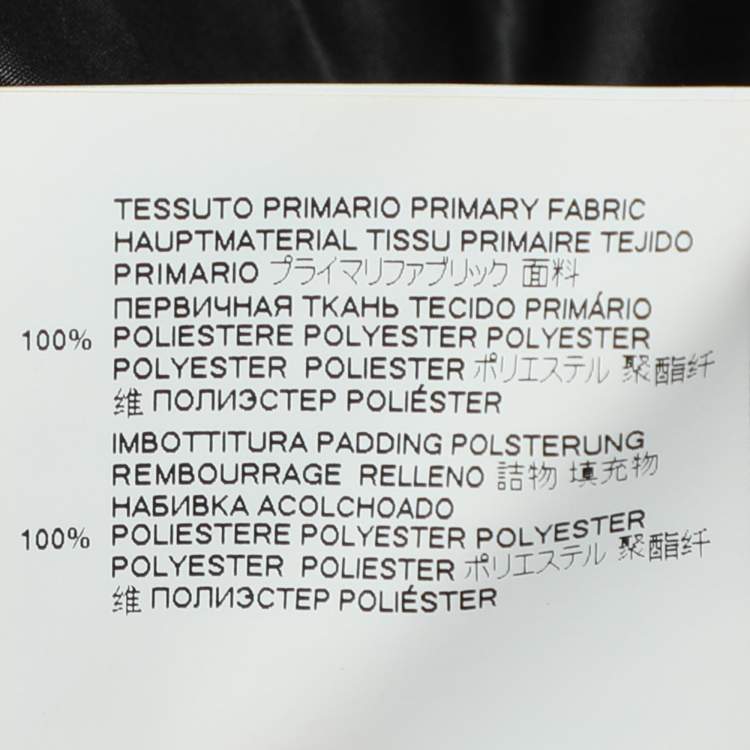 TESSUTO PRIMARIO PRIMARY FABRIC
HAUPTMATERIAL TISSU PRIMAIRE TEJIDO
PRIMARIO プライマリファブリック 面料
ПЕРВИЧНАЯ ТКАНЬ TECIDO PRIMÁRIO
100% POLIESTERE POLYESTER POLYESTER
POLYESTER POLIESTER ポリエステル 聚酯纤
维 ПОЛИЭСТЕР POLIÉSTER
IMBOTTITURA PADDING POLSTERUNG
REMBOURRAGE RELLENO 詰物 填充物
НАБИВКА ACOLCHOADO
100% POLIESTERE POLYESTER POLYESTER
POLYESTER POLIESTER ポリエステル 聚酯纤
维 ПОЛИЭСТЕР POLIÉSTER